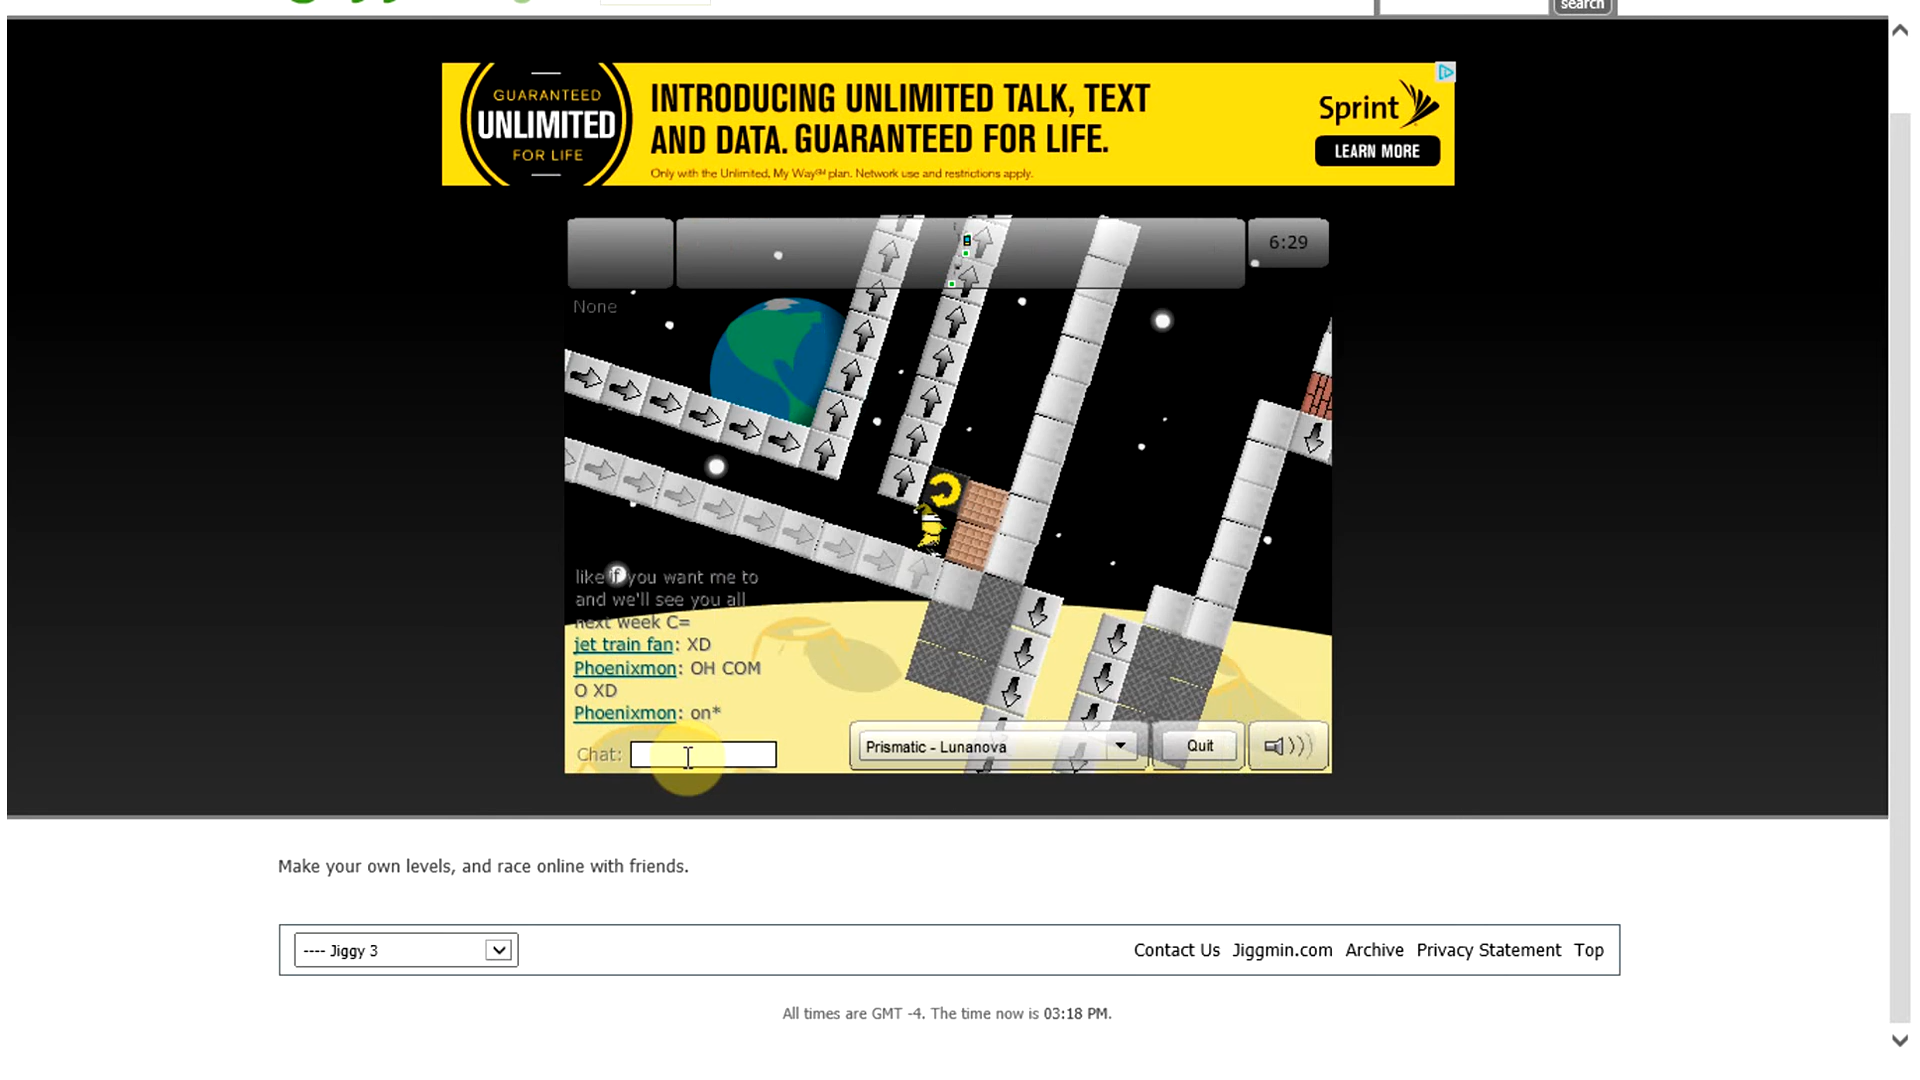 search
GUARANTEED
UNLIMITED
FOR LIFE
INTRODUCING UNLIMITED TALK, TEXT
AND DATA. GUARANTEED FOR LIFE.
Only with the Unlimited, My Way℠ plan. Network use and restrictions apply.
Sprint
LEARN MORE
6:29
None
like if you want me to
and we'll see you all
next week C=
jet train fan: XD
Phoenixmon: OH COM
O XD
Phoenixmon: on*
Chat:
Prismatic - Lunanova
Quit
Make your own levels, and race online with friends.
---- Jiggy 3
Contact Us Jiggmin.com Archive Privacy Statement Top
All times are GMT -4. The time now is 03:18 PM.